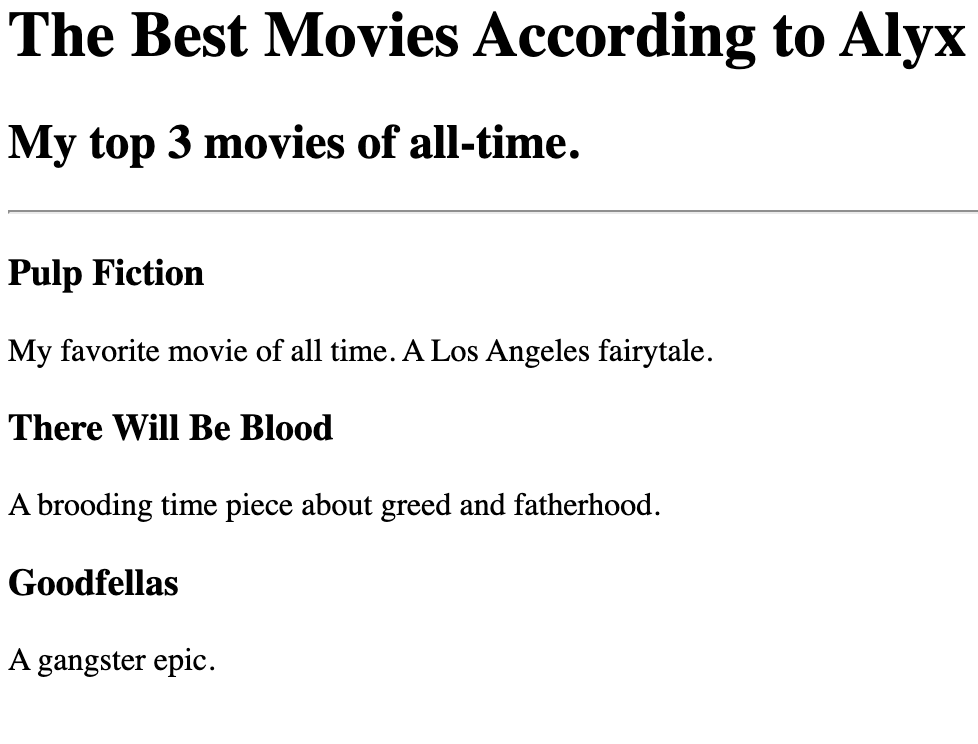 The Best Movies According to Alyx
My top 3 movies of all-time.
Pulp Fiction
My favorite movie of all time. A Los Angeles fairytale.
There Will Be Blood
A brooding time piece about greed and fatherhood.
Goodfellas
A gangster epic.